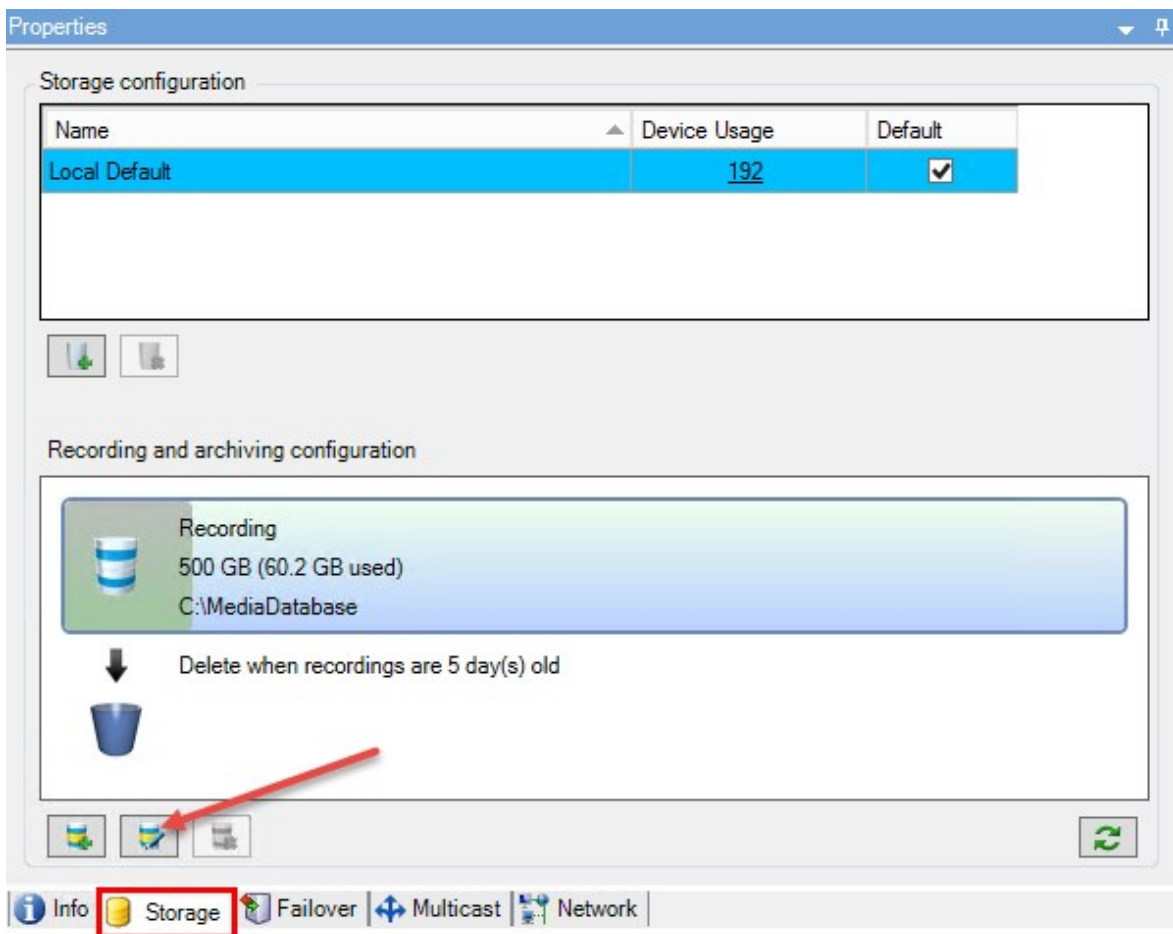 Properties
Storage configuration
Name Device Usage Default
Local Default 192
Recording and archiving configuration
Recording
500 GB (60.2 GB used)
C:\MediaDatabase
Delete when recordings are 5 day(s) old
Info Storage Failover Multicast Network